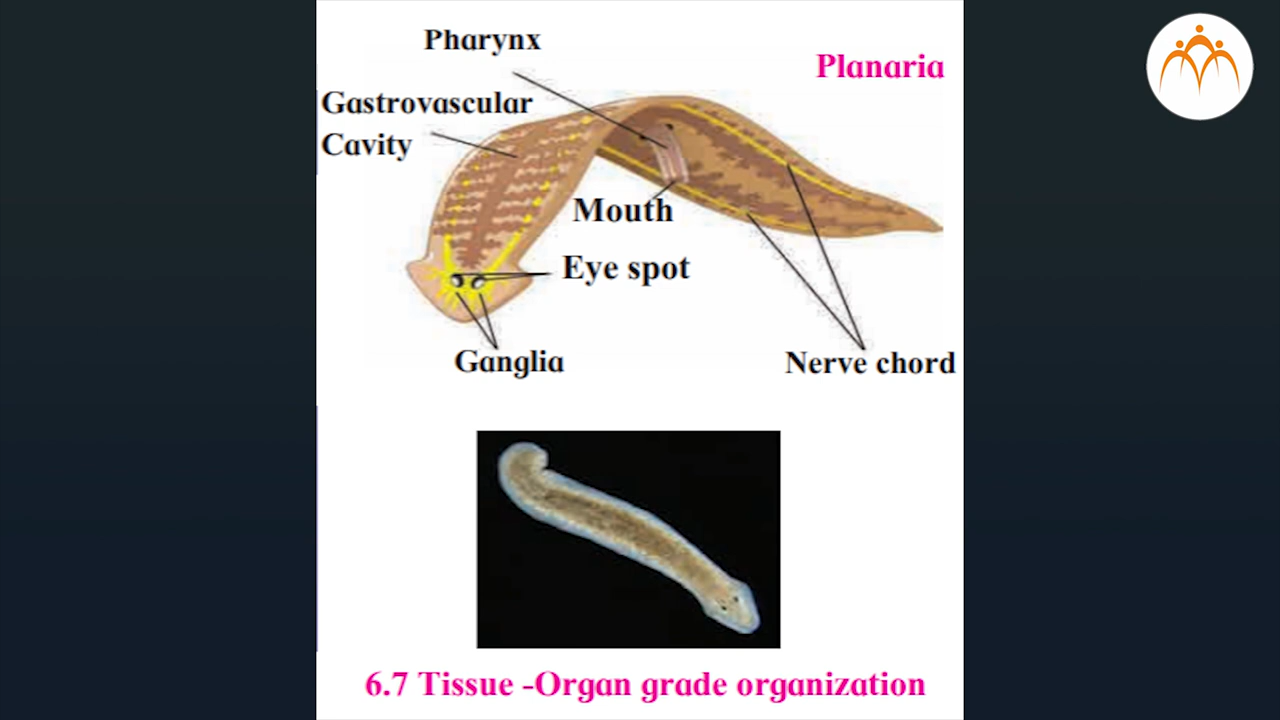 Pharynx
Planaria
Gastrovascular
Cavity
Mouth
Eye spot
Ganglia
Nerve chord
6.7 Tissue -Organ grade organization